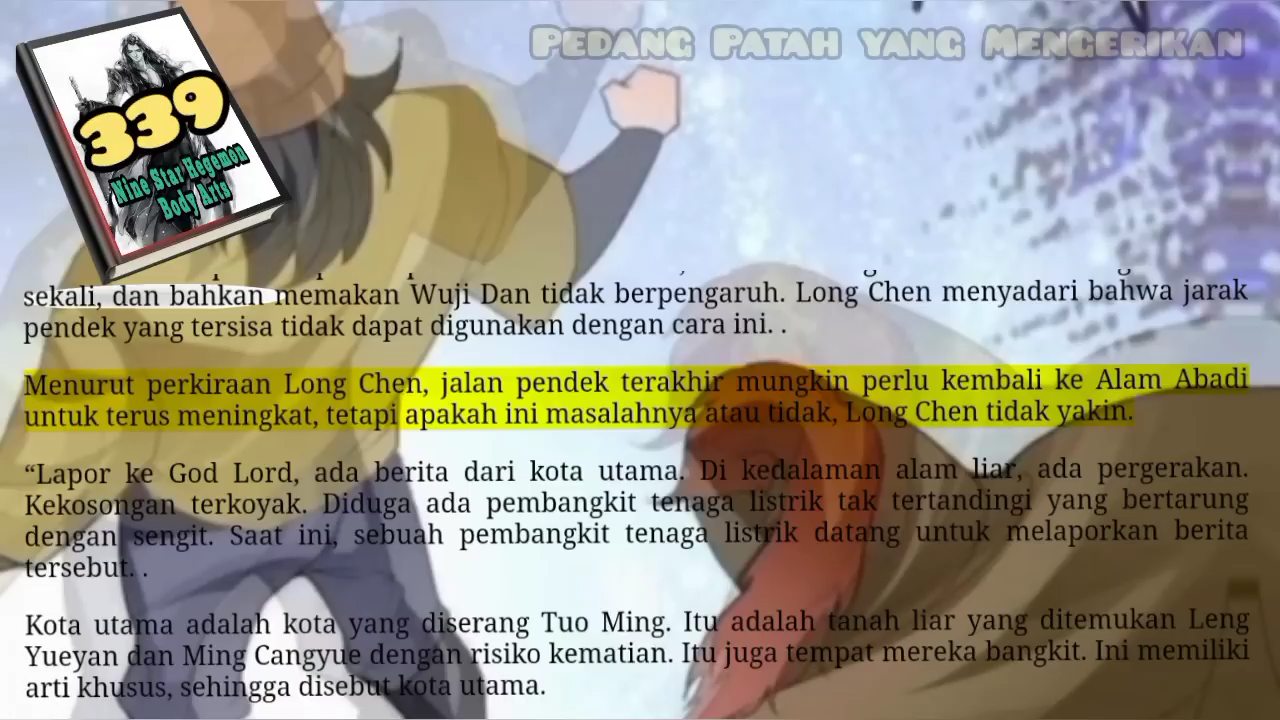 PEDANG PATAH YANG MENGERIKAN
339
Nine Star Hegemon
Body Arts
sekali, dan bahkan memakan Wuji Dan tidak berpengaruh. Long Chen menyadari bahwa jarak
pendek yang tersisa tidak dapat digunakan dengan cara ini. .
Menurut perkiraan Long Chen, jalan pendek terakhir mungkin perlu kembali ke Alam Abadi
untuk terus meningkat, tetapi apakah ini masalahnya atau tidak, Long Chen tidak yakin.
“Lapor ke God Lord, ada berita dari kota utama. Di kedalaman alam liar, ada pergerakan.
Kekosongan terkoyak. Diduga ada pembangkit tenaga listrik tak tertandingi yang bertarung
dengan sengit. Saat ini, sebuah pembangkit tenaga listrik datang untuk melaporkan berita
tersebut. .
Kota utama adalah kota yang diserang Tuo Ming. Itu adalah tanah liar yang ditemukan Leng
Yueyan dan Ming Cangyue dengan risiko kematian. Itu juga tempat mereka bangkit. Ini memiliki
arti khusus, sehingga disebut kota utama.